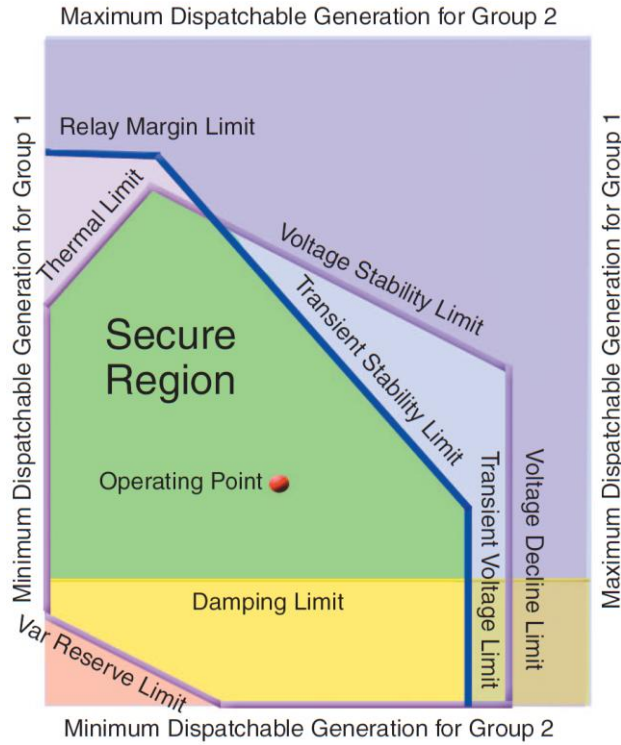 Maximum Dispatchable Generation for Group 2
Minimum Dispatchable Generation for Group 1
Maximum Dispatchable Generation for Group 1
Relay Margin Limit
Thermal Limit
Voltage Stability Limit
Transient Stability Limit
Secure
Region
Operating Point
Transient Voltage Limit
Voltage Decline Limit
Damping Limit
Var Reserve Limit
Minimum Dispatchable Generation for Group 2